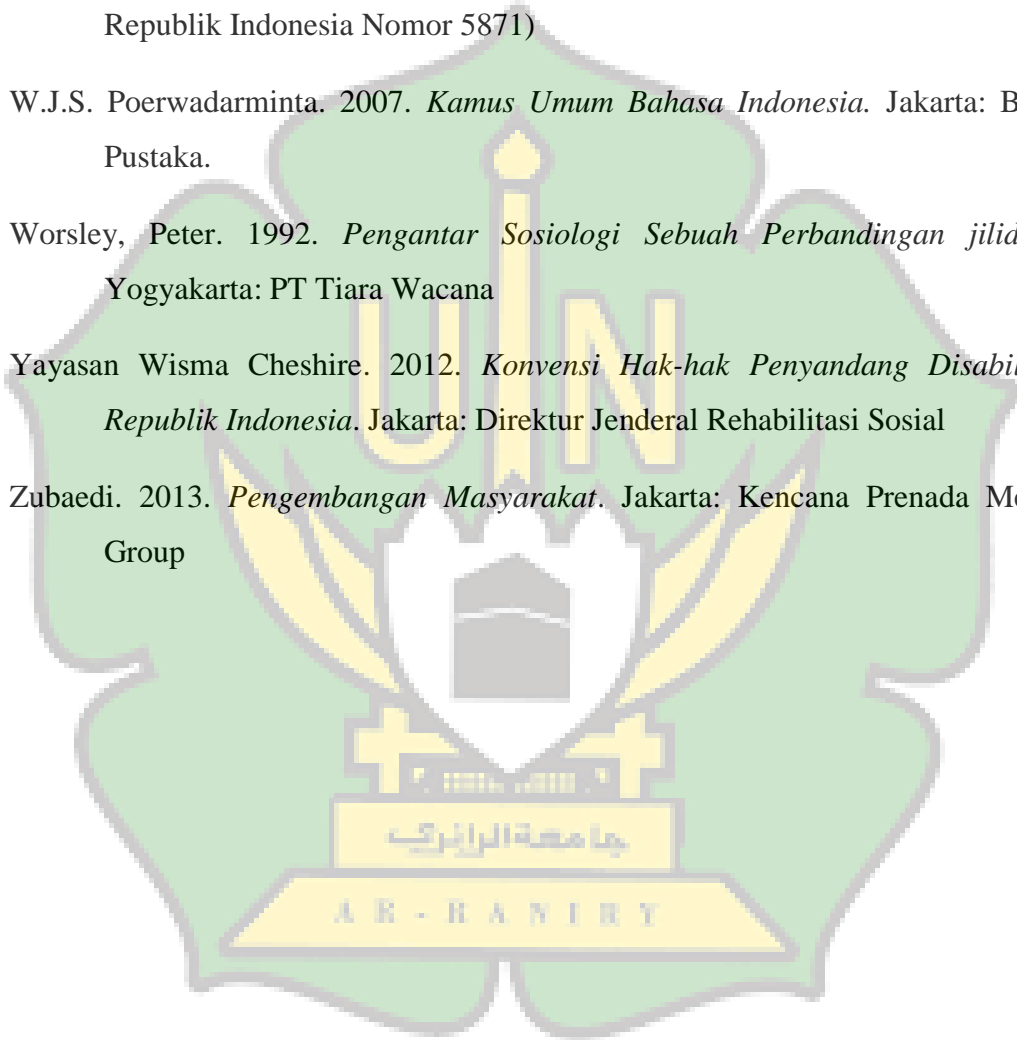 Republik Indonesia Nomor 5871)
W.J.S. Poerwadarminta. 2007. Kamus Umum Bahasa Indonesia. Jakarta: B
Pustaka.
Worsley, Peter. 1992. Pengantar Sosiologi Sebuah Perbandingan jilid
Yogyakarta: PT Tiara Wacana
Yayasan Wisma Cheshire. 2012. Konvensi Hak-hak Penyandang Disabil
Republik Indonesia. Jakarta: Direktur Jenderal Rehabilitasi Sosial
Zubaedi. 2013. Pengembangan Masyarakat. Jakarta: Kencana Prenada M
Group
UIN
جامعة الرانري
AR-RANIRY